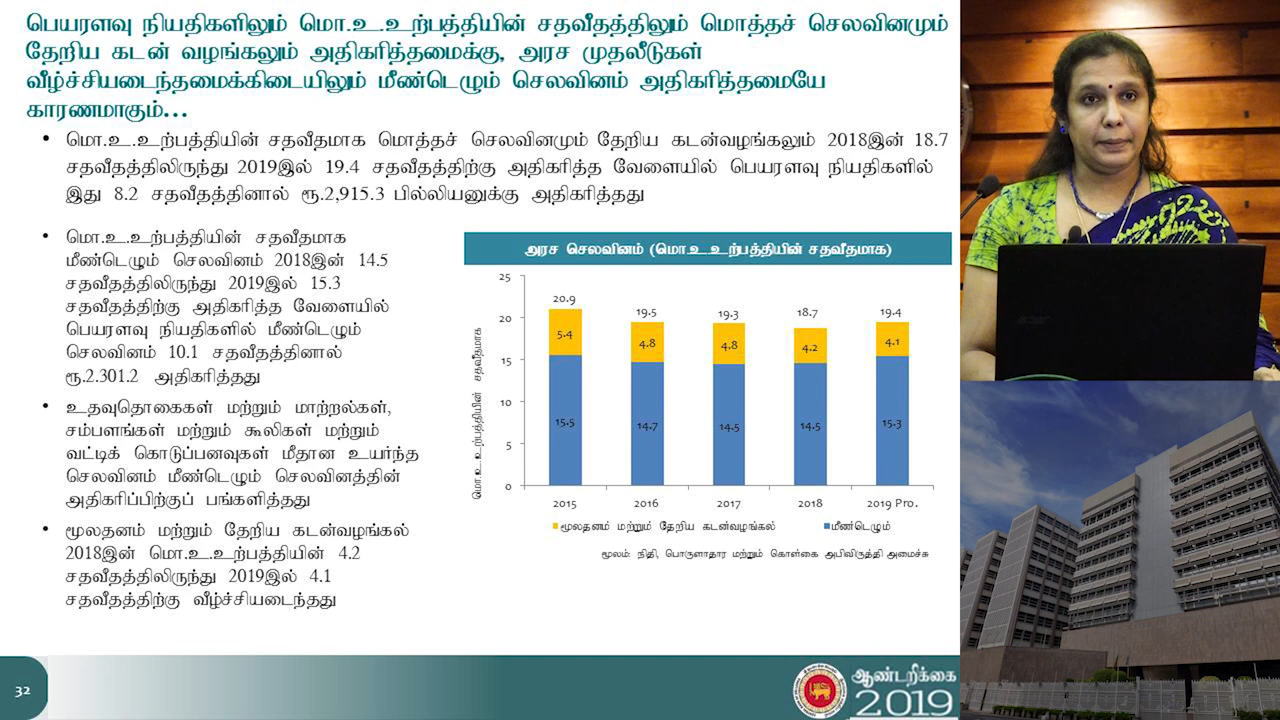 பெயரளவு நியதிகளிலும் மொ.உ.உற்பத்தியின் சதவீதத்திலும் மொத்தச் செலவினமும்
தேறிய கடன் வழங்கலும் அதிகரித்தமைக்கு, அரச முதலீடுகள்
வீழ்ச்சியடைந்தமைக்கிடையிலும் மீண்டெழும் செலவினம் அதிகரித்தமையே
காரணமாகும்...
• மொ.உ.உற்பத்தியின் சதவீதமாக மொத்தச் செலவினமும் தேறிய கடன்வழங்கலும் 2018இன் 18.7
சதவீதத்திலிருந்து 2019இல் 19.4 சதவீதத்திற்கு அதிகரித்த வேளையில் பெயரளவு நியதிகளில்
இது 8.2 சதவீதத்தினால் ரூ.2,915.3 பில்லியனுக்கு அதிகரித்தது
• மொ.உ.உற்பத்தியின் சதவீதமாக
மீண்டெழும் செலவினம் 2018இன் 14.5
சதவீதத்திலிருந்து 2019இல் 15.3
சதவீதத்திற்கு அதிகரித்த வேளையில்
பெயரளவு நியதிகளில் மீண்டெழும்
செலவினம் 10.1 சதவீதத்தினால்
ரூ.2.301.2 அதிகரித்தது
• உதவுதொகைகள் மற்றும் மாற்றல்கள்,
சம்பளங்கள் மற்றும் கூலிகள் மற்றும்
வட்டிக் கொடுப்பனவுகள் மீதான உயர்ந்த
செலவினம் மீண்டெழும் செலவினத்தின்
அதிகரிப்பிற்குப் பங்களித்தது
• மூலதனம் மற்றும் தேறிய கடன்வழங்கல்
2018இன் மொ.உ.உற்பத்தியின் 4.2
சதவீதத்திலிருந்து 2019இல் 4.1
சதவீதத்திற்கு வீழ்ச்சியடைந்தது
அரச செலவினம் (மொ.உ.உற்பத்தியின் சதவீதமாக)
மொ.உ.உற்பத்தியின் சதவீதமாக
25
20
15
10
5
0
20.9 19.5 19.3 18.7 19.4
5.4 4.8 4.8 4.2 4.1
15.5 14.7 14.5 14.5 15.3
2015 2016 2017 2018 2019 Pro.
மூலதனம் மற்றும் தேறிய கடன்வழங்கல் மீண்டெழும்
மூலம்: நிதி, பொருளாதார மற்றும் கொள்கை அபிவிருத்தி அமைச்சு
32
ஆண்டறிக்கை
2019